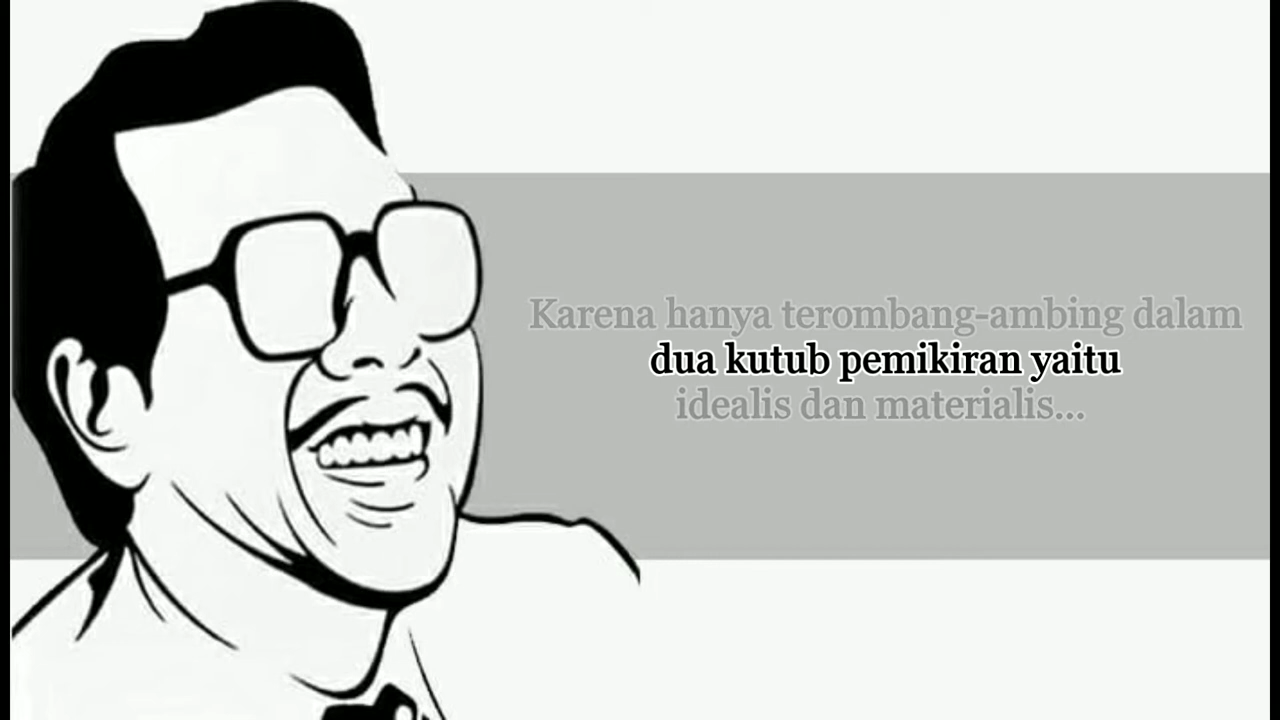 Karena hanya terombang-ambing dalam
dua kutub pemikiran yaitu
idealis dan materialis...